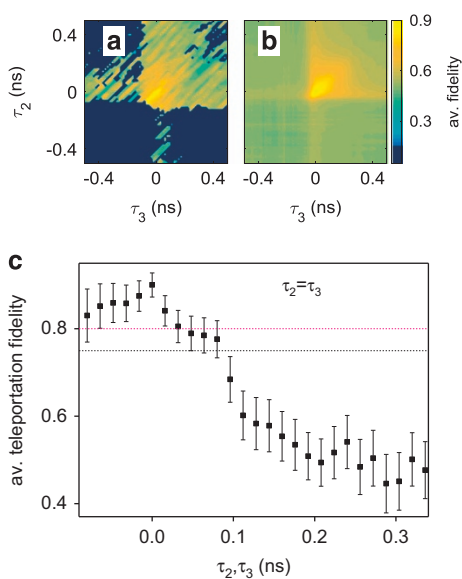 a
b
0.4
0
-0.4
τ2 (ns)
-0.4 0 0.4
-0.4 0 0.4
τ3 (ns)
τ3 (ns)
0.9
0.6
0.3
av. fidelity
c
τ2=τ3
0.8
0.6
0.4
av. teleportation fidelity
0.0 0.1 0.2 0.3
τ2,τ3 (ns)